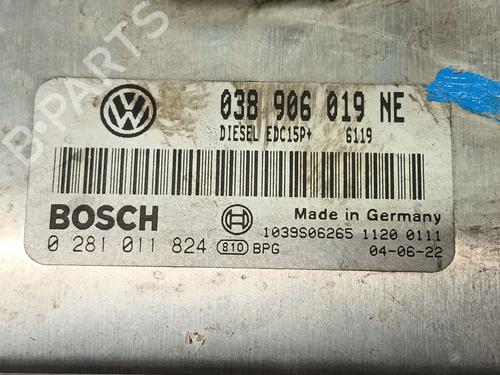 B-PARTS
038 906 019 NE
DIESEL EDC15P+ 6119
BOSCH
Made in Germany
0 281 011 824 810 BPG
1039S06265 1120 0111
04-06-22